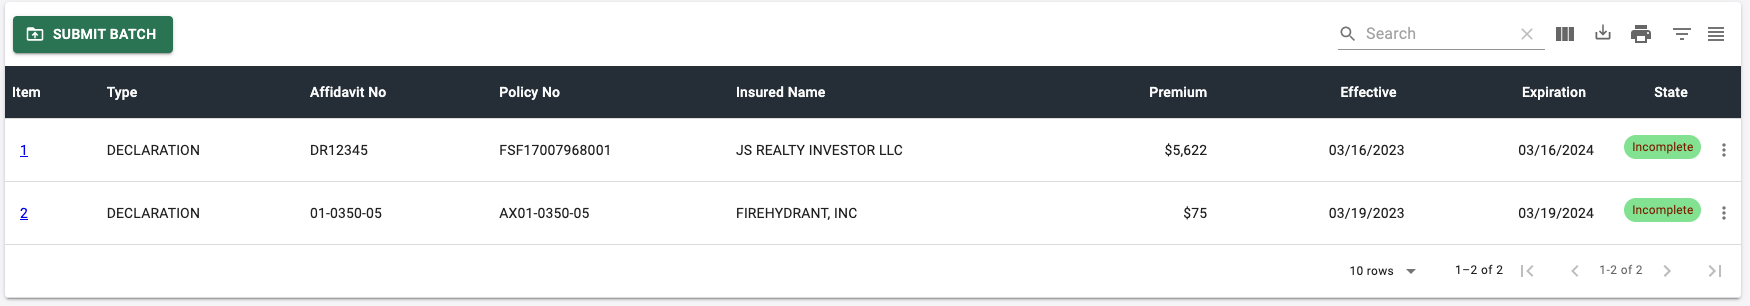 SUBMIT BATCH
Search
Item Type Affidavit No Policy No Insured Name Premium Effective Expiration State
1 DECLARATION DR12345 FSF17007968001 JS REALTY INVESTOR LLC $5,622 03/16/2023 03/16/2024 Incomplete
2 DECLARATION 01-0350-05 AX01-0350-05 FIREHYDRANT, INC $75 03/19/2023 03/19/2024 Incomplete
10 rows 1–2 of 2 1-2 of 2